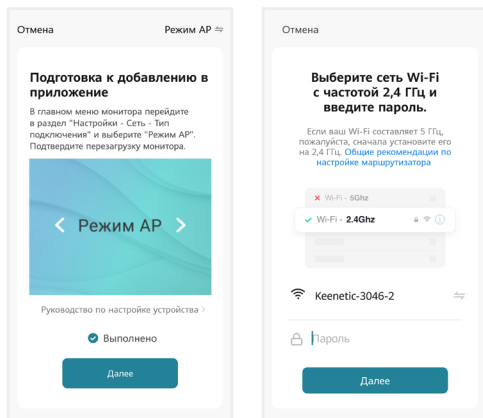 Отмена
Режим AP
Подготовка к добавлению в
приложение
В главном меню монитора перейдите
в раздел "Настройки - Сеть - Тип
подключения" и выберите "Режим AP".
Подтвердите перезагрузку монитора.
Режим AP
Руководство по настройке устройства
Выполнено
Далее
Отмена
Выберите сеть Wi-Fi
с частотой 2,4 ГГц и
введите пароль.
Если ваш Wi-Fi составляет 5 ГГц,
пожалуйста, сначала установите его
на 2,4 ГГц. Общие рекомендации по
настройке маршрутизатора
Wi-Fi - 5Ghz
Wi-Fi - 2.4Ghz
Keenetic-3046-2
Пароль
Далее